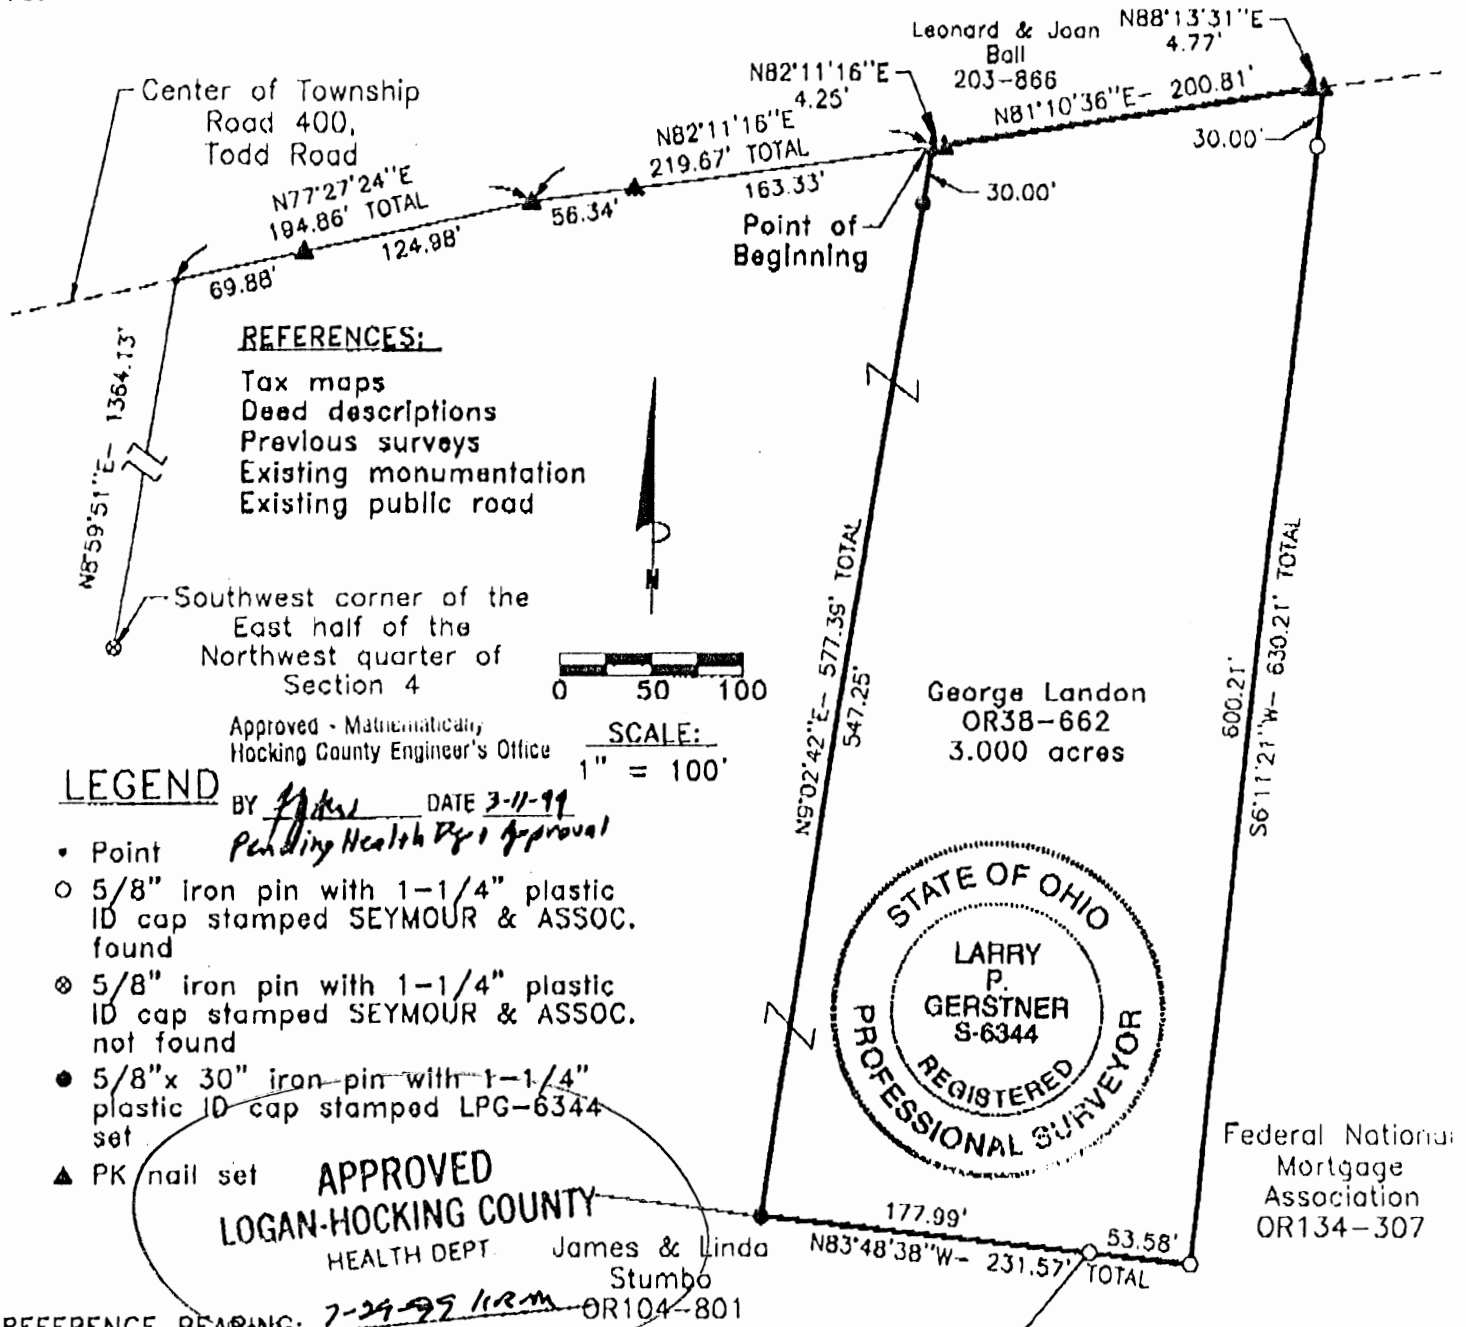 Leonard & Joan
Ball
203-866
N88°13'31"E
4.77'
N82°11'16"E
4.25'
N81°10'36"E- 200.81'
30.00'
Center of Township
Road 400,
Todd Road
N82°11'16"E
219.67' TOTAL
163.33'
N77°27'24"E
194.86' TOTAL
124.98'
56.34'
69.88'
30.00'
Point of
Beginning
REFERENCES:
Tax maps
Deed descriptions
Previous surveys
Existing monumentation
Existing public road
N8°59'51"E- 1364.13'
N
Southwest corner of the
East half of the
Northwest quarter of
Section 4
0 50 100
SCALE:
1" = 100'
N9°02'42"E- 577.39' TOTAL
547.25'
George Landon
OR38-662
3.000 acres
600.21'
S6°11'21"W- 630.21' TOTAL
Approved - Mathematically
Hocking County Engineer's Office
BY DATE 3-11-99
Pending Health Dept Approval
LEGEND
Point
5/8" iron pin with 1-1/4" plastic
ID cap stamped SEYMOUR & ASSOC.
found
5/8" iron pin with 1-1/4" plastic
ID cap stamped SEYMOUR & ASSOC.
not found
5/8"x 30" iron pin with 1-1/4"
plastic ID cap stamped LPG-6344
set
PK nail set
STATE OF OHIO
LARRY
P.
GERSTNER
S-6344
REGISTERED
PROFESSIONAL SURVEYOR
APPROVED
LOGAN-HOCKING COUNTY
HEALTH DEPT.
James & Linda
Stumbo
OR104-801
177.99'
53.58'
N83°48'38"W- 231.57' TOTAL
Federal National
Mortgage
Association
OR134-307
REFERENCE BEARING: